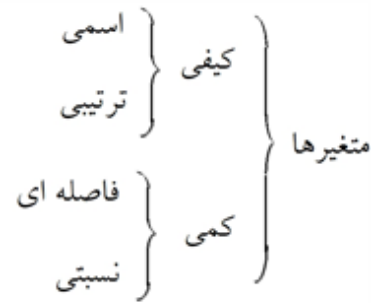 متغیرها
کیفی
اسمی
ترتیبی
کمی
فاصله ای
نسبتی